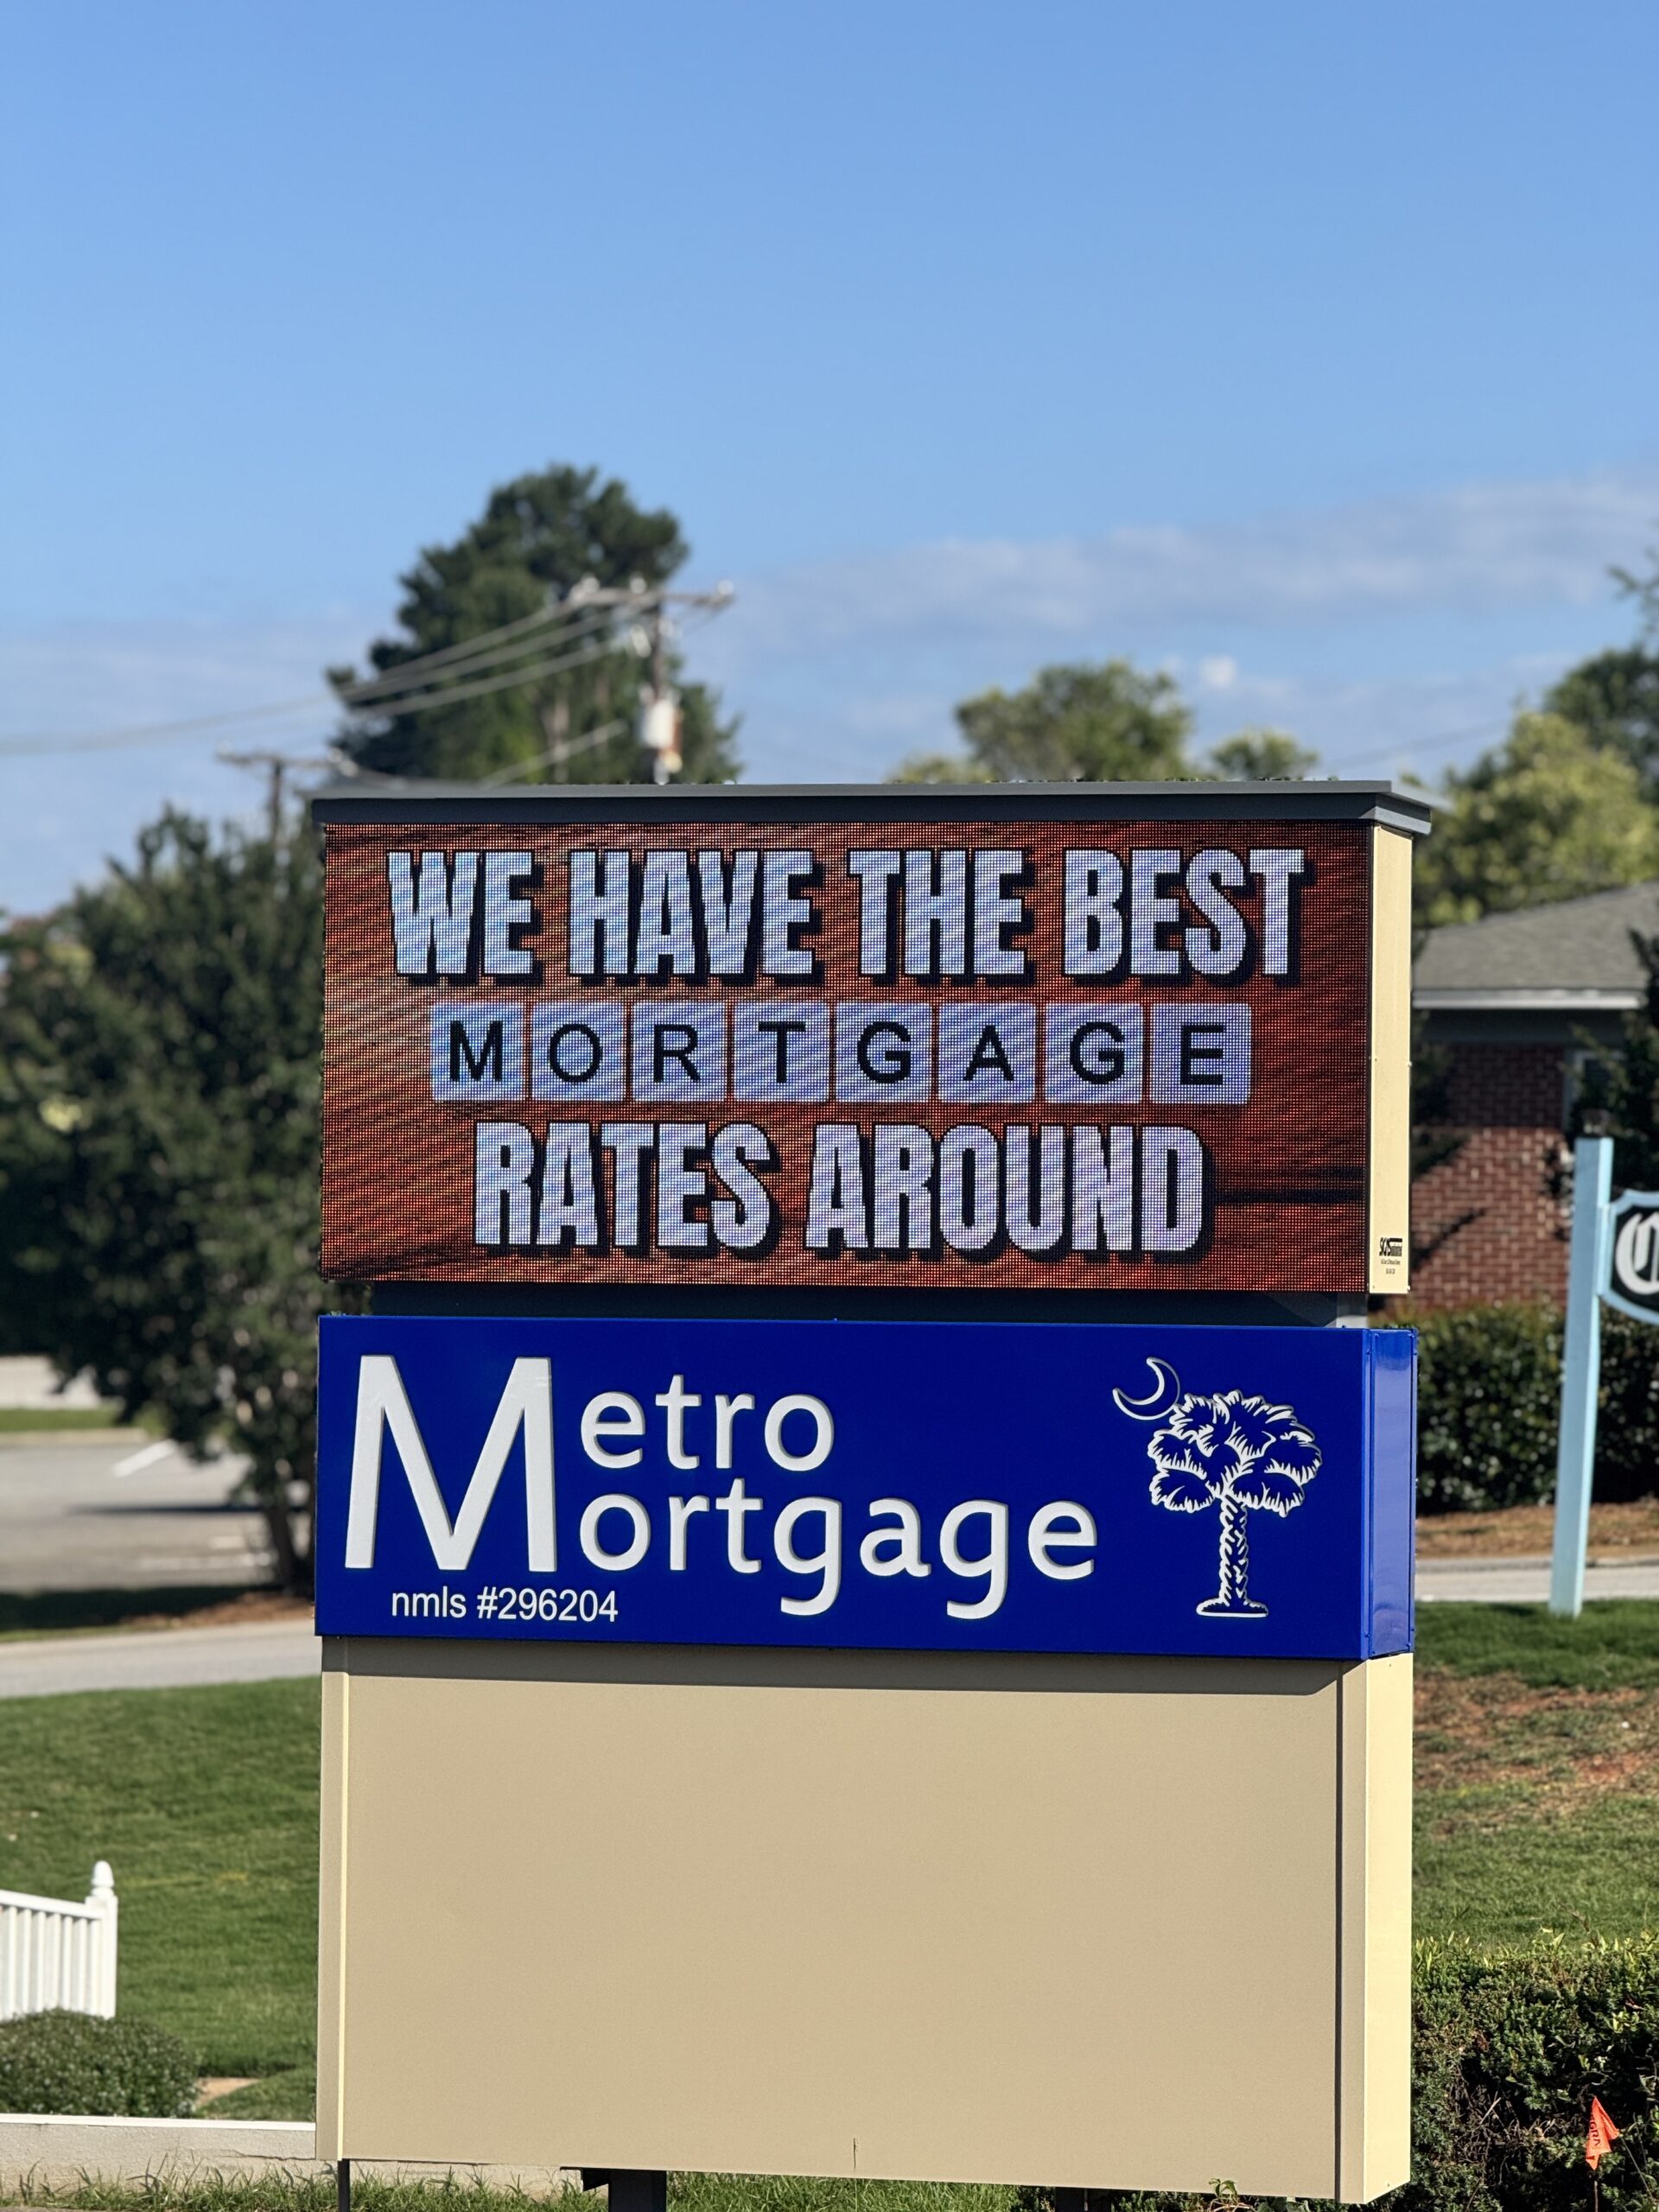 WE HAVE THE BEST
MORTGAGE
RATES AROUND
Metro
Mortgage
nmls #296204